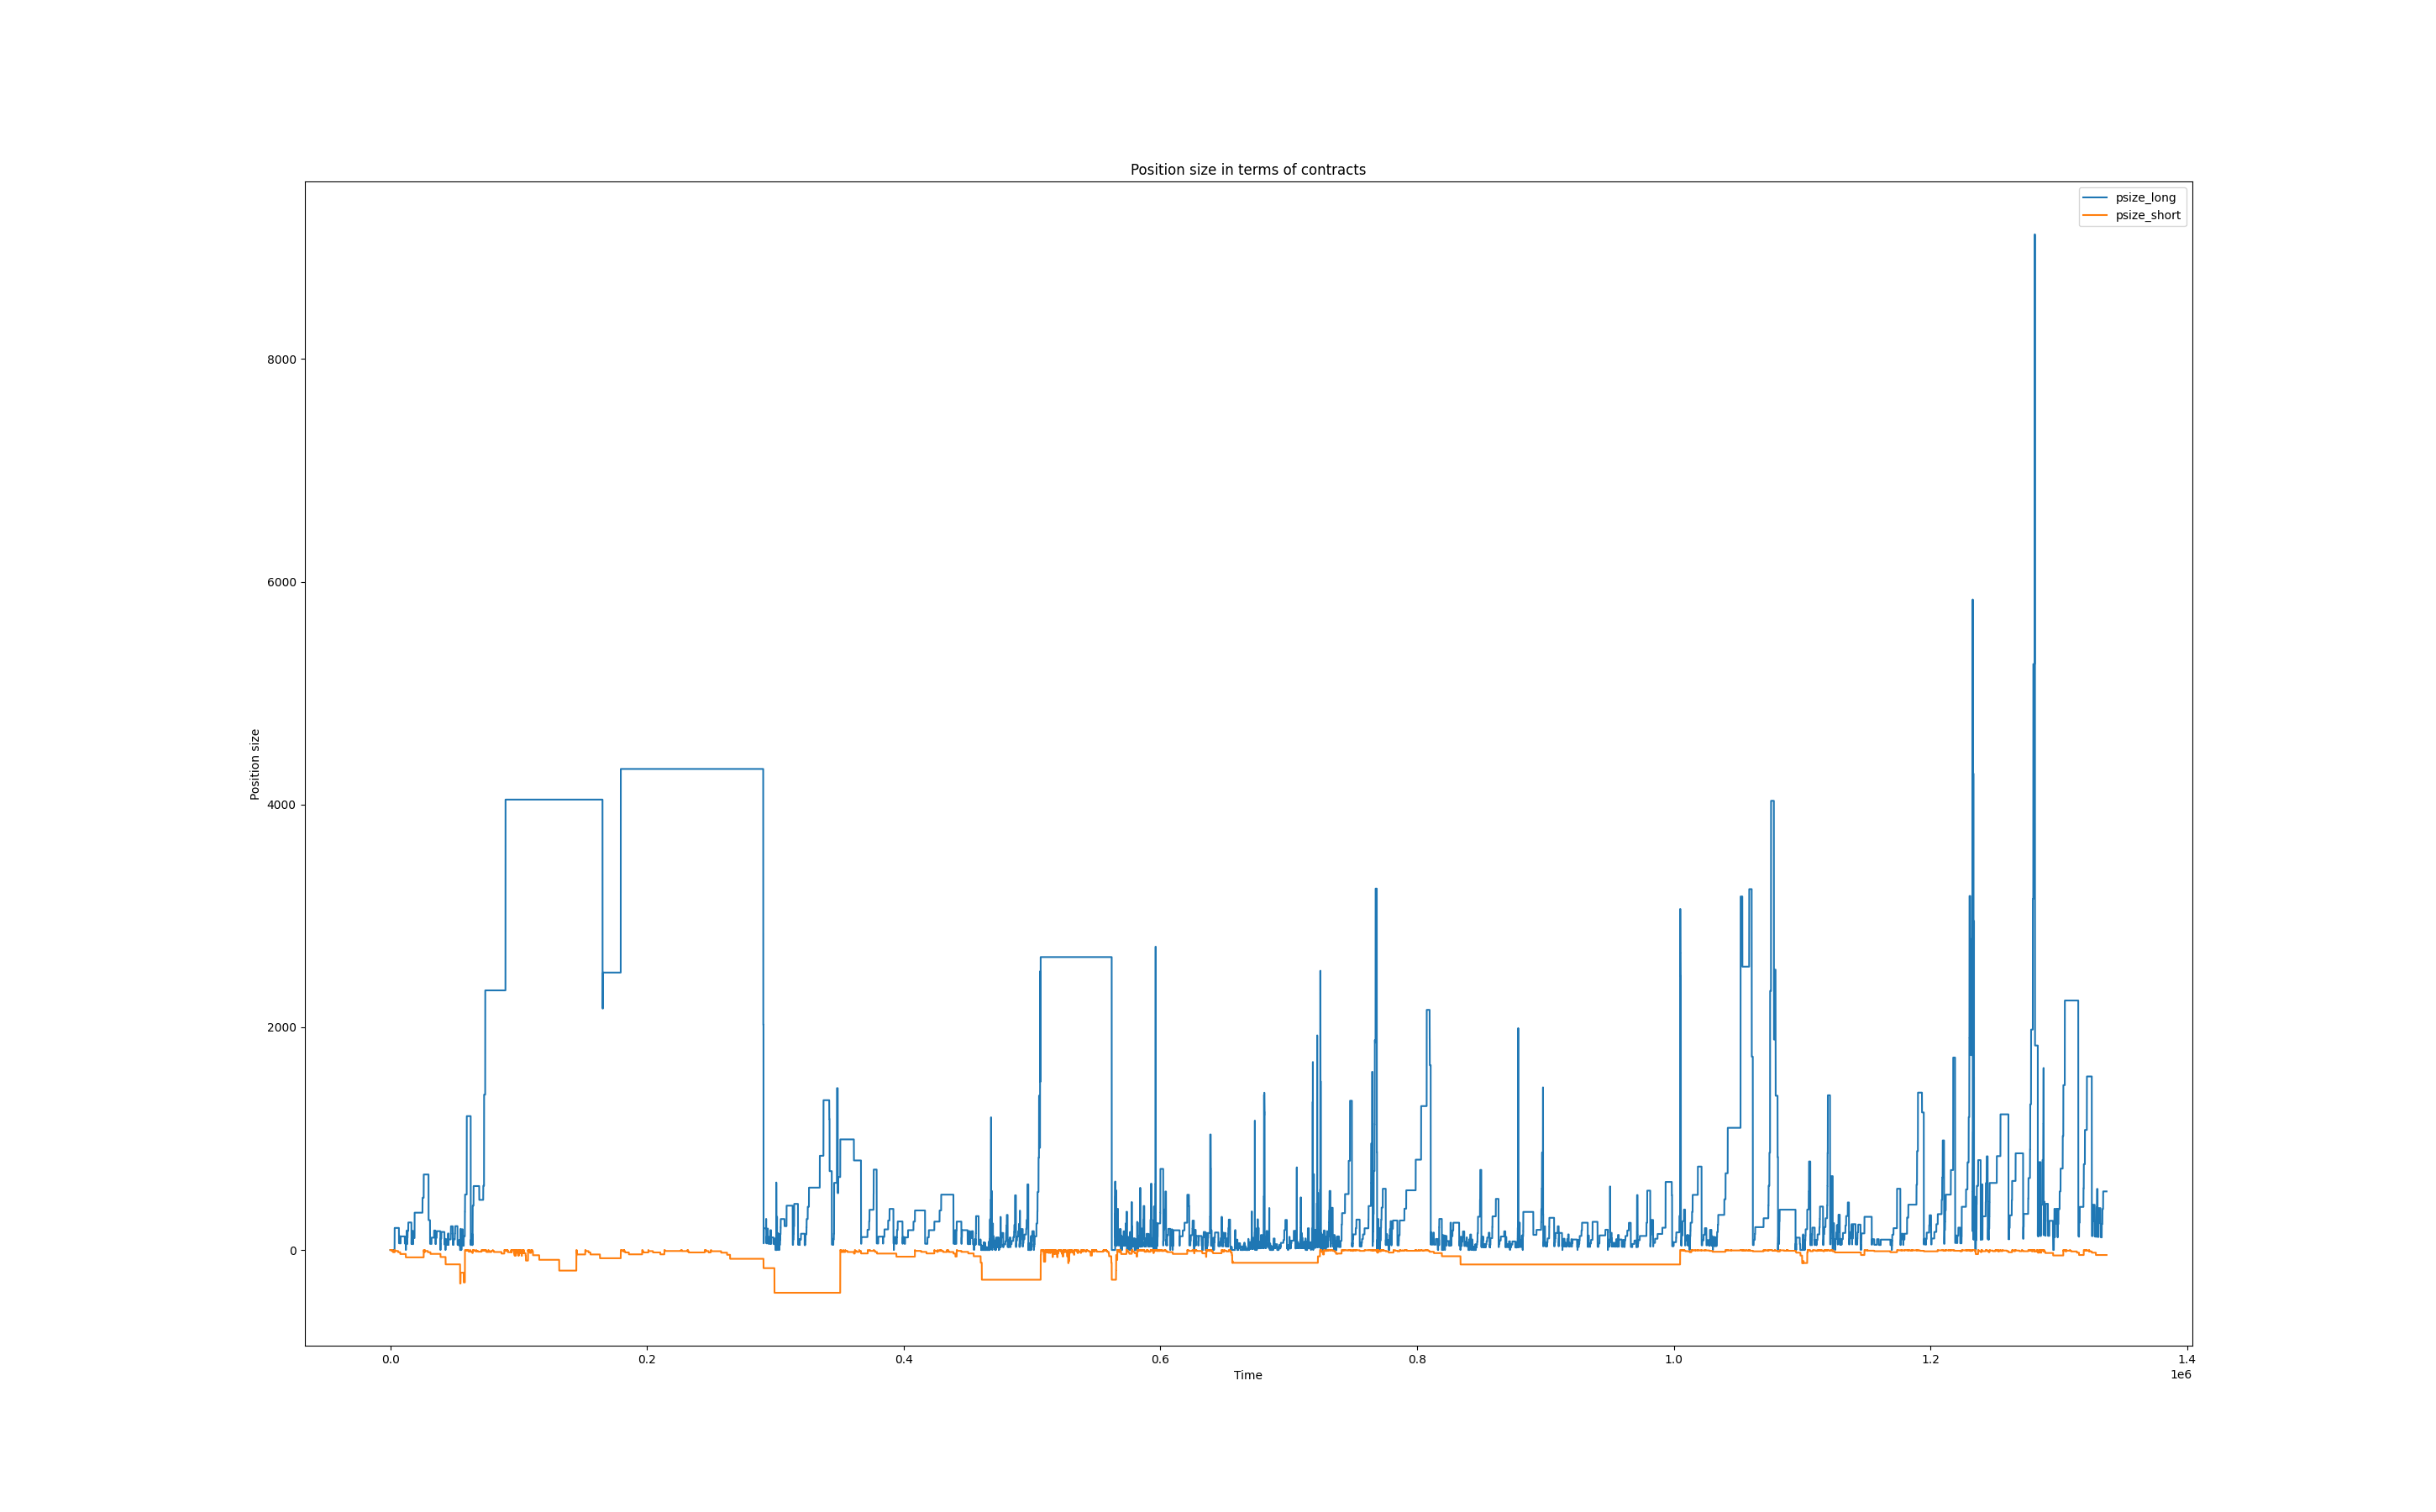 Position size in terms of contracts
psize_long
psize_short
Position size
8000
6000
4000
2000
0
0.0 0.2 0.4 0.6 0.8 1.0 1.2 1.4
Time
1e6